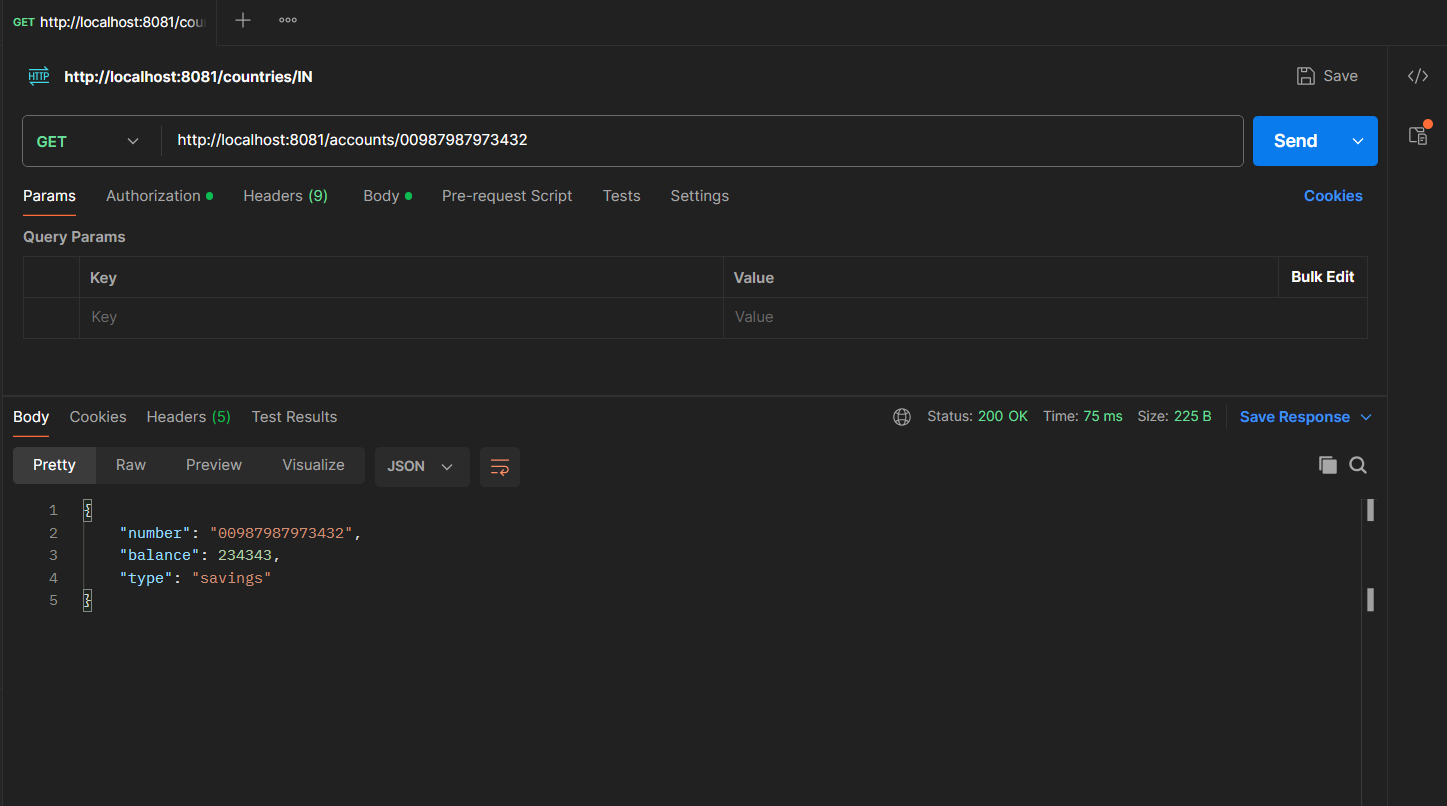 GET http://localhost:8081/cou
HTTP http://localhost:8081/countries/IN Save
GET http://localhost:8081/accounts/00987987973432 Send
Params Authorization Headers (9) Body Pre-request Script Tests Settings Cookies
Query Params
Key Value Bulk Edit
Key Value
Body Cookies Headers (5) Test Results Status: 200 OK Time: 75 ms Size: 225 B Save Response
Pretty Raw Preview Visualize JSON
1 {
2 "number": "00987987973432",
3 "balance": 234343,
4 "type": "savings"
5 }